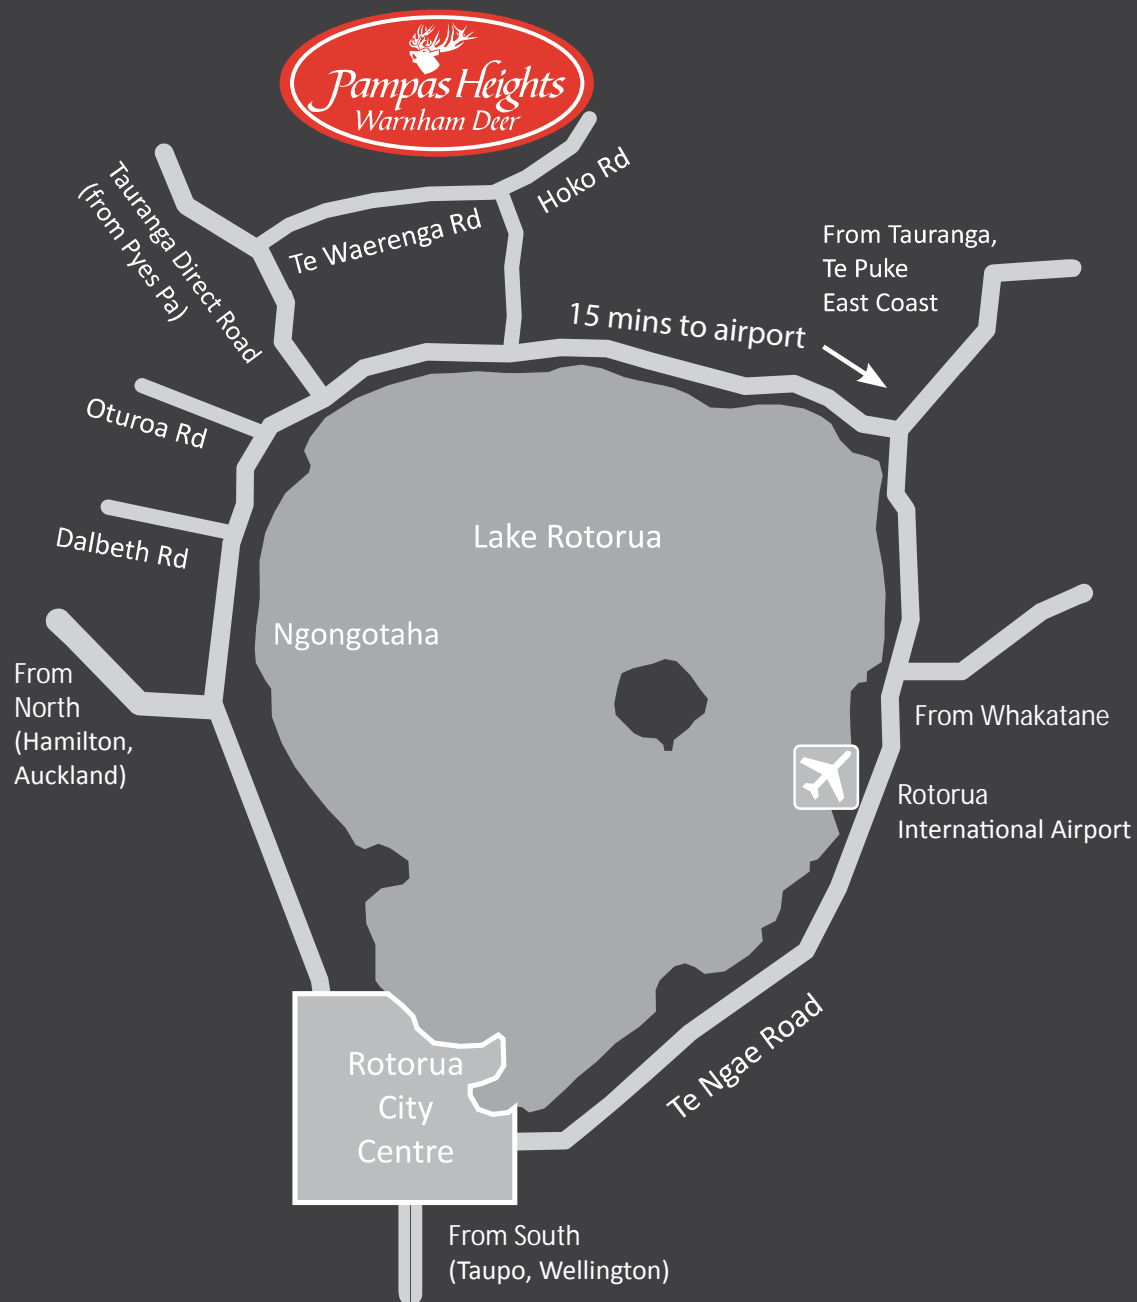 Pampas Heights
Warnham Deer
Hoko Rd
Te Waerenga Rd
Tauranga Direct Road
(from Pyes Pa)
From Tauranga,
Te Puke
East Coast
15 mins to airport
Oturoa Rd
Lake Rotorua
Dalbeth Rd
Ngongotaha
From
North
(Hamilton,
Auckland)
From Whakatane
Rotorua
International Airport
Te Ngae Road
Rotorua
City
Centre
From South
(Taupo, Wellington)